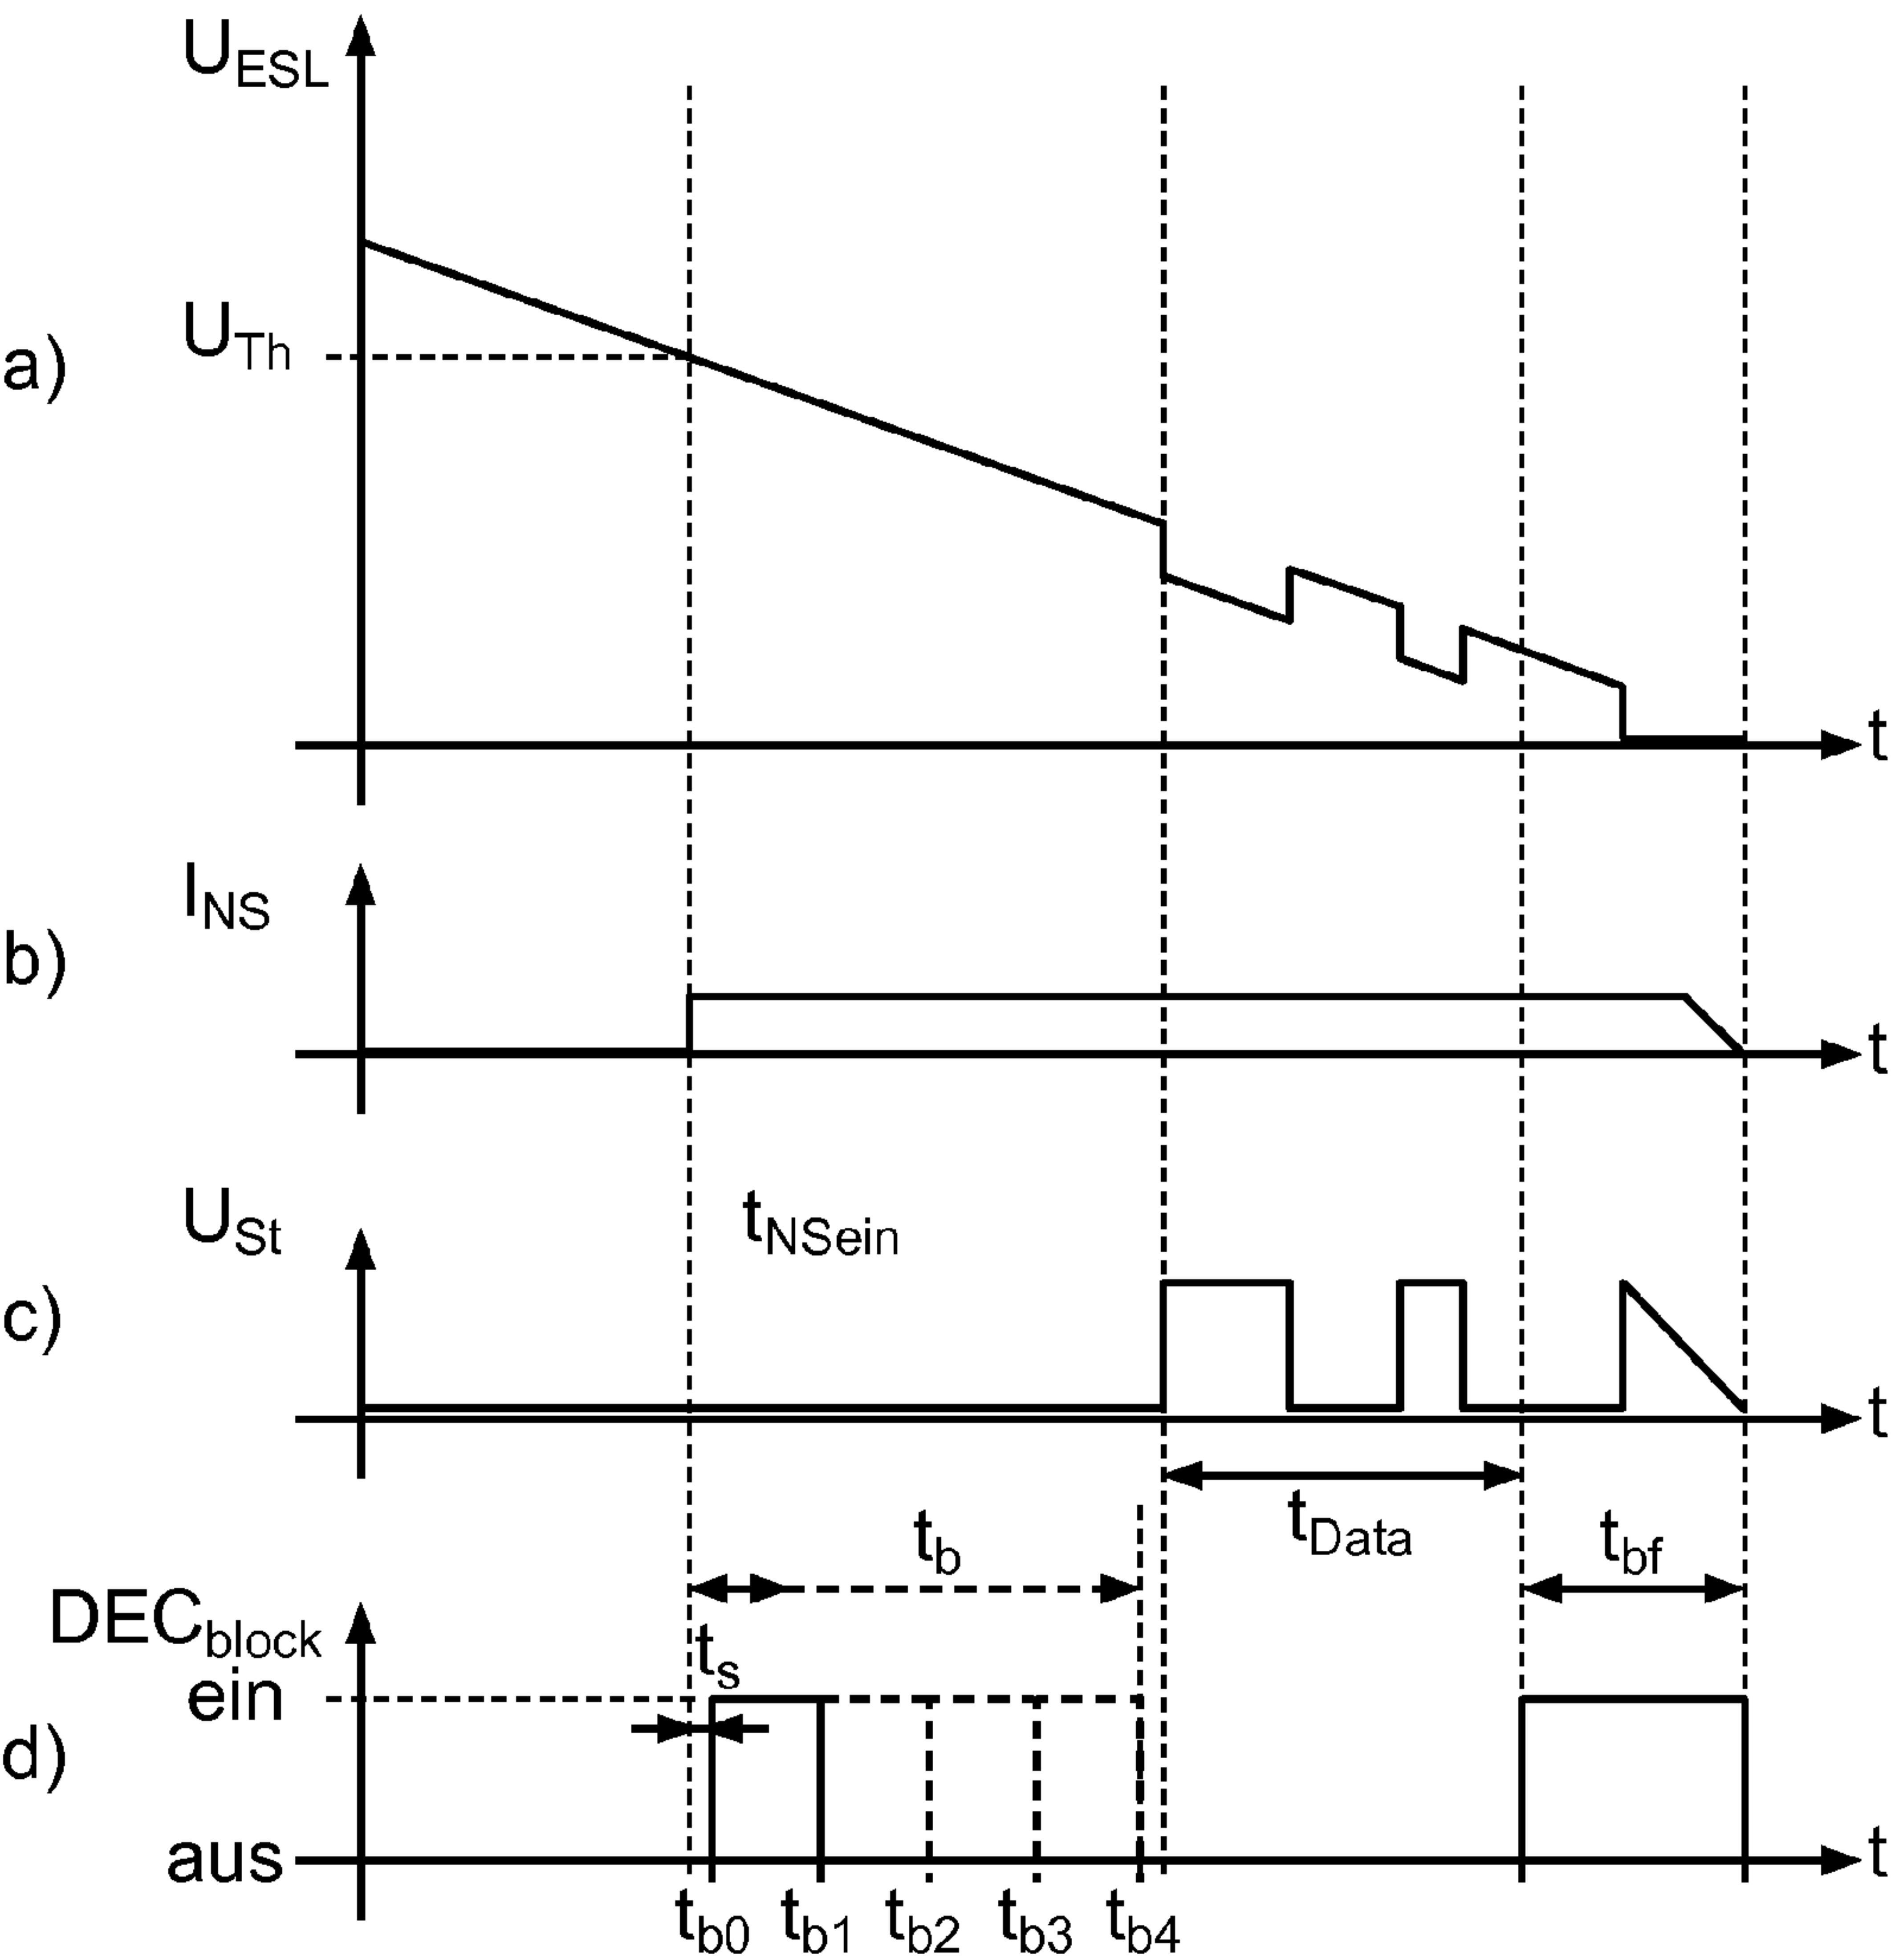 U_ESL
U_Th
a)
t
I_NS
b)
t
U_St
t_NSein
c)
t
t_Data
t_b
t_bf
DEC_block
t_s
ein
d)
aus
t
t_b0 t_b1 t_b2 t_b3 t_b4